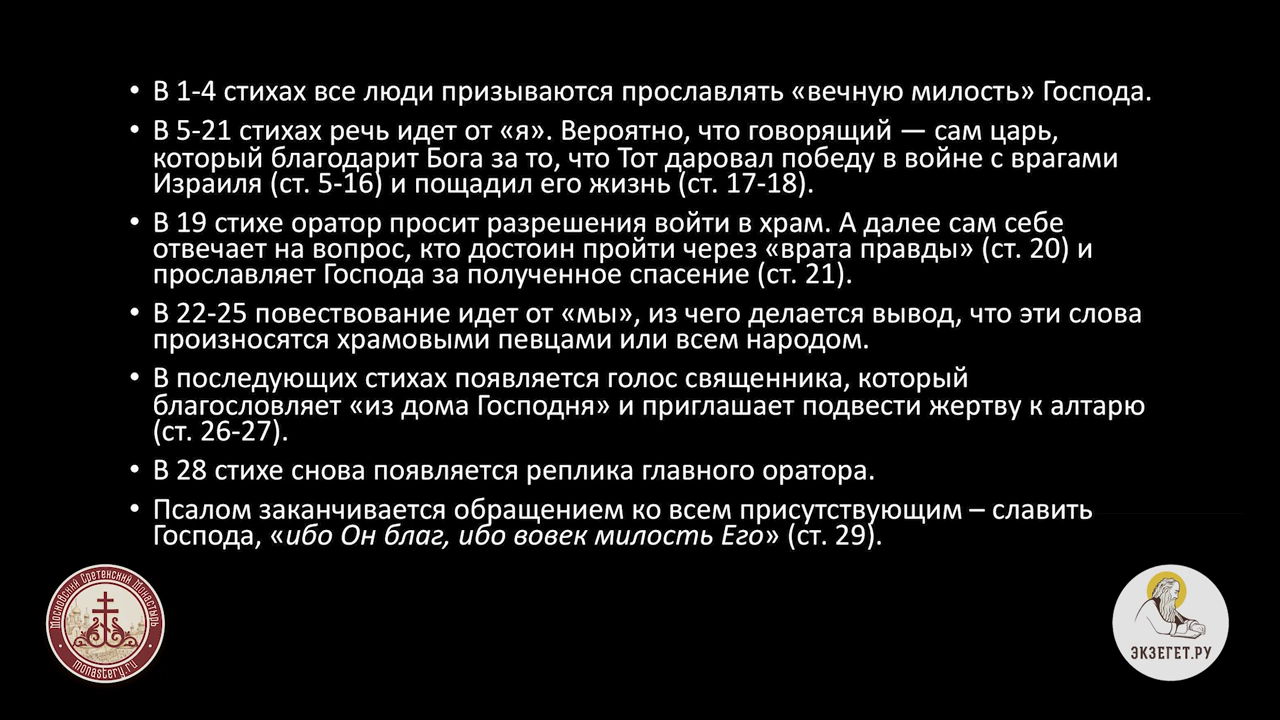 • В 1-4 стихах все люди призываются прославлять «вечную милость» Господа.
• В 5-21 стихах речь идет от «я». Вероятно, что говорящий — сам царь,
который благодарит Бога за то, что Тот даровал победу в войне с врагами
Израиля (ст. 5-16) и пощадил его жизнь (ст. 17-18).
• В 19 стихе оратор просит разрешения войти в храм. А далее сам себе
отвечает на вопрос, кто достоин пройти через «врата правды» (ст. 20) и
прославляет Господа за полученное спасение (ст. 21).
• В 22-25 повествование идет от «мы», из чего делается вывод, что эти слова
произносятся храмовыми певцами или всем народом.
• В последующих стихах появляется голос священника, который
благословляет «из дома Господня» и приглашает подвести жертву к алтарю
(ст. 26-27).
• В 28 стихе снова появляется реплика главного оратора.
• Псалом заканчивается обращением ко всем присутствующим – славить
Господа, «ибо Он благ, ибо вовек милость Его» (ст. 29).
Московский Сретенский Монастырь
monastery.ru
ЭКЗЕГЕТ.РУ